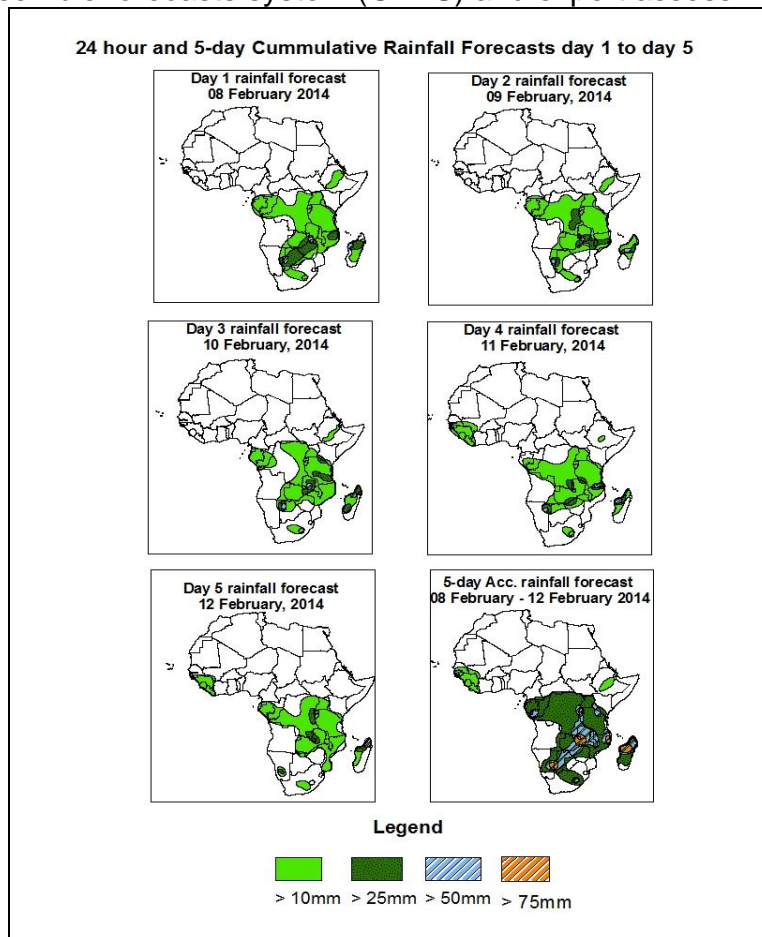 24 hour and 5-day Cummulative Rainfall Forecasts day 1 to day 5
Day 1 rainfall forecast
08 February 2014
Day 2 rainfall forecast
09 February, 2014
Day 3 rainfall forecast
10 February, 2014
Day 4 rainfall forecast
11 February, 2014
Day 5 rainfall forecast
12 February, 2014
5-day Acc. rainfall forecast
08 February - 12 February 2014
Legend
> 10mm > 25mm > 50mm > 75mm